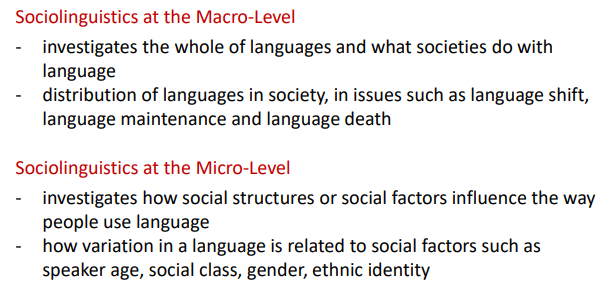 Sociolinguistics at the Macro-Level
- investigates the whole of languages and what societies do with
language
- distribution of languages in society, in issues such as language shift,
language maintenance and language death
Sociolinguistics at the Micro-Level
- investigates how social structures or social factors influence the way
people use language
- how variation in a language is related to social factors such as
speaker age, social class, gender, ethnic identity